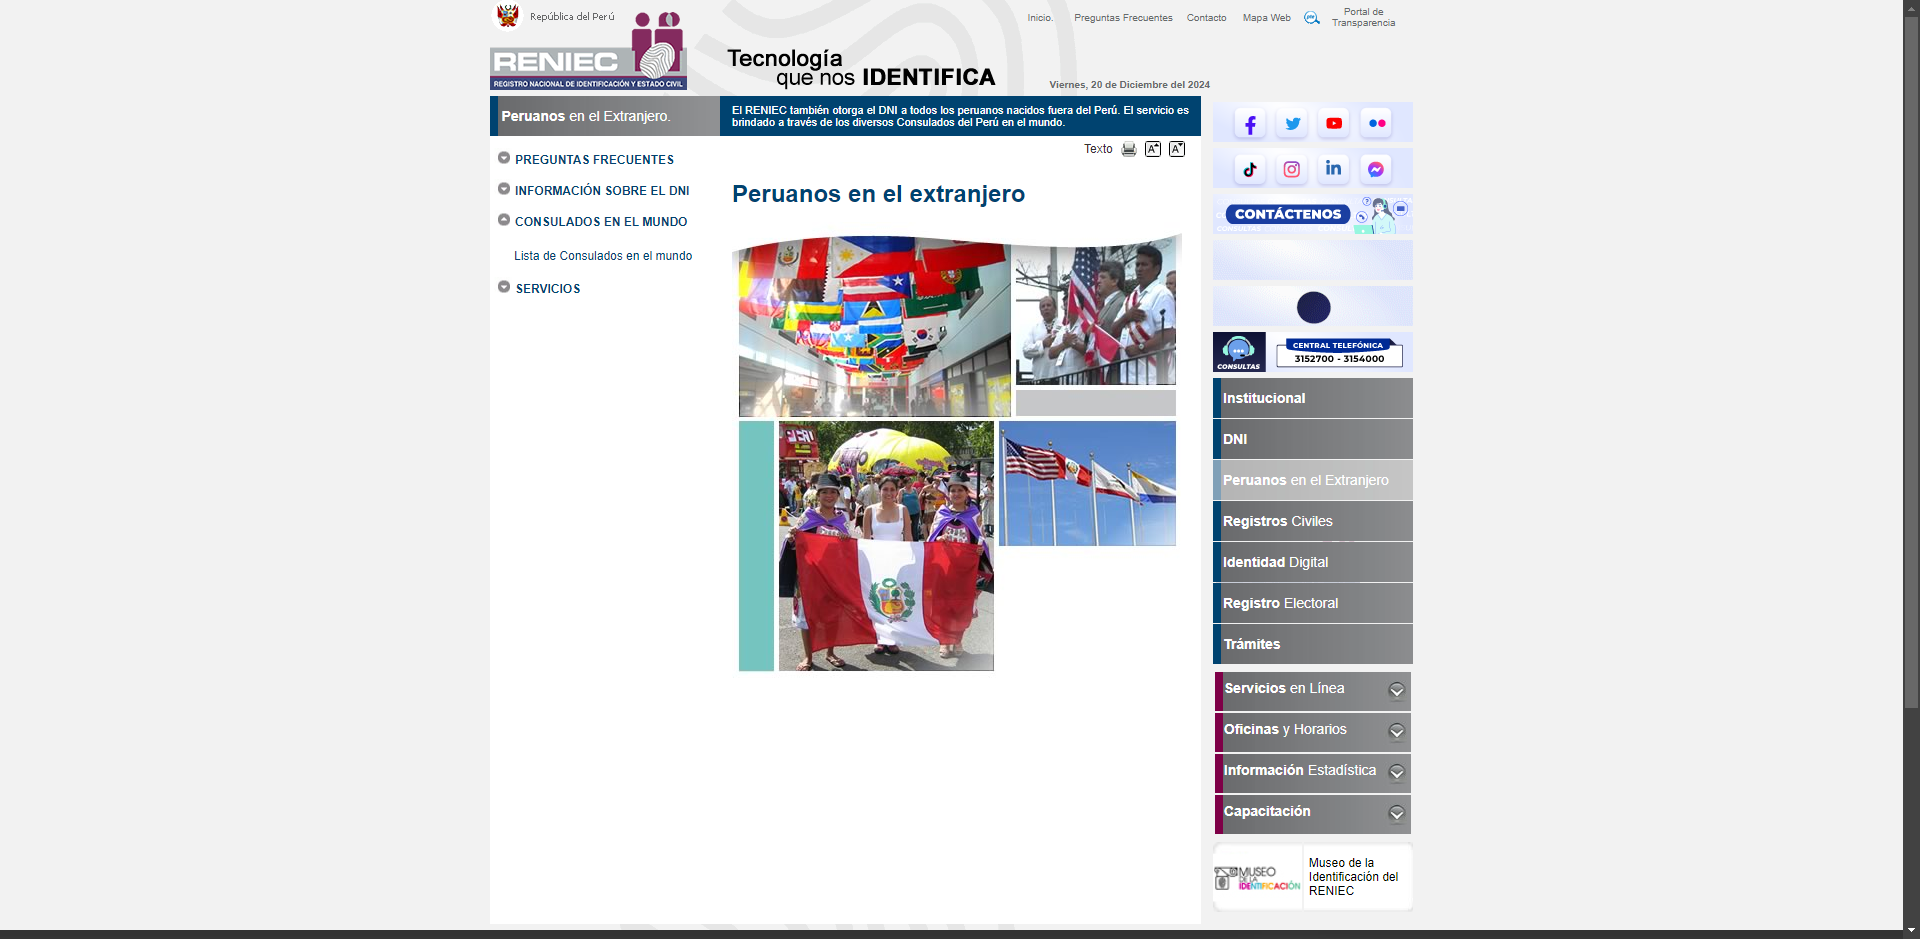 República del Perú
RENIEC
REGISTRO NACIONAL DE IDENTIFICACIÓN Y ESTADO CIVIL
Tecnología
que nos IDENTIFICA
Inicio.
Preguntas Frecuentes
Contacto
Mapa Web
Portal de
Transparencia
Viernes, 20 de Diciembre del 2024
Peruanos en el Extranjero.
El RENIEC también otorga el DNI a todos los peruanos nacidos fuera del Perú. El servicio es
brindado a través de los diversos Consulados del Perú en el mundo.
PREGUNTAS FRECUENTES
INFORMACIÓN SOBRE EL DNI
CONSULADOS EN EL MUNDO
Lista de Consulados en el mundo
SERVICIOS
Texto
A
A
Peruanos en el extranjero
CONTÁCTENOS
CONSULTAS
CENTRAL TELEFÓNICA
3152700 - 3154000
Institucional
DNI
Peruanos en el Extranjero
Registros Civiles
Identidad Digital
Registro Electoral
Trámites
Servicios en Línea
Oficinas y Horarios
Información Estadística
Capacitación
MUSEO
DE LA
IDENTIFICACIÓN
Museo de la
Identificación del
RENIEC